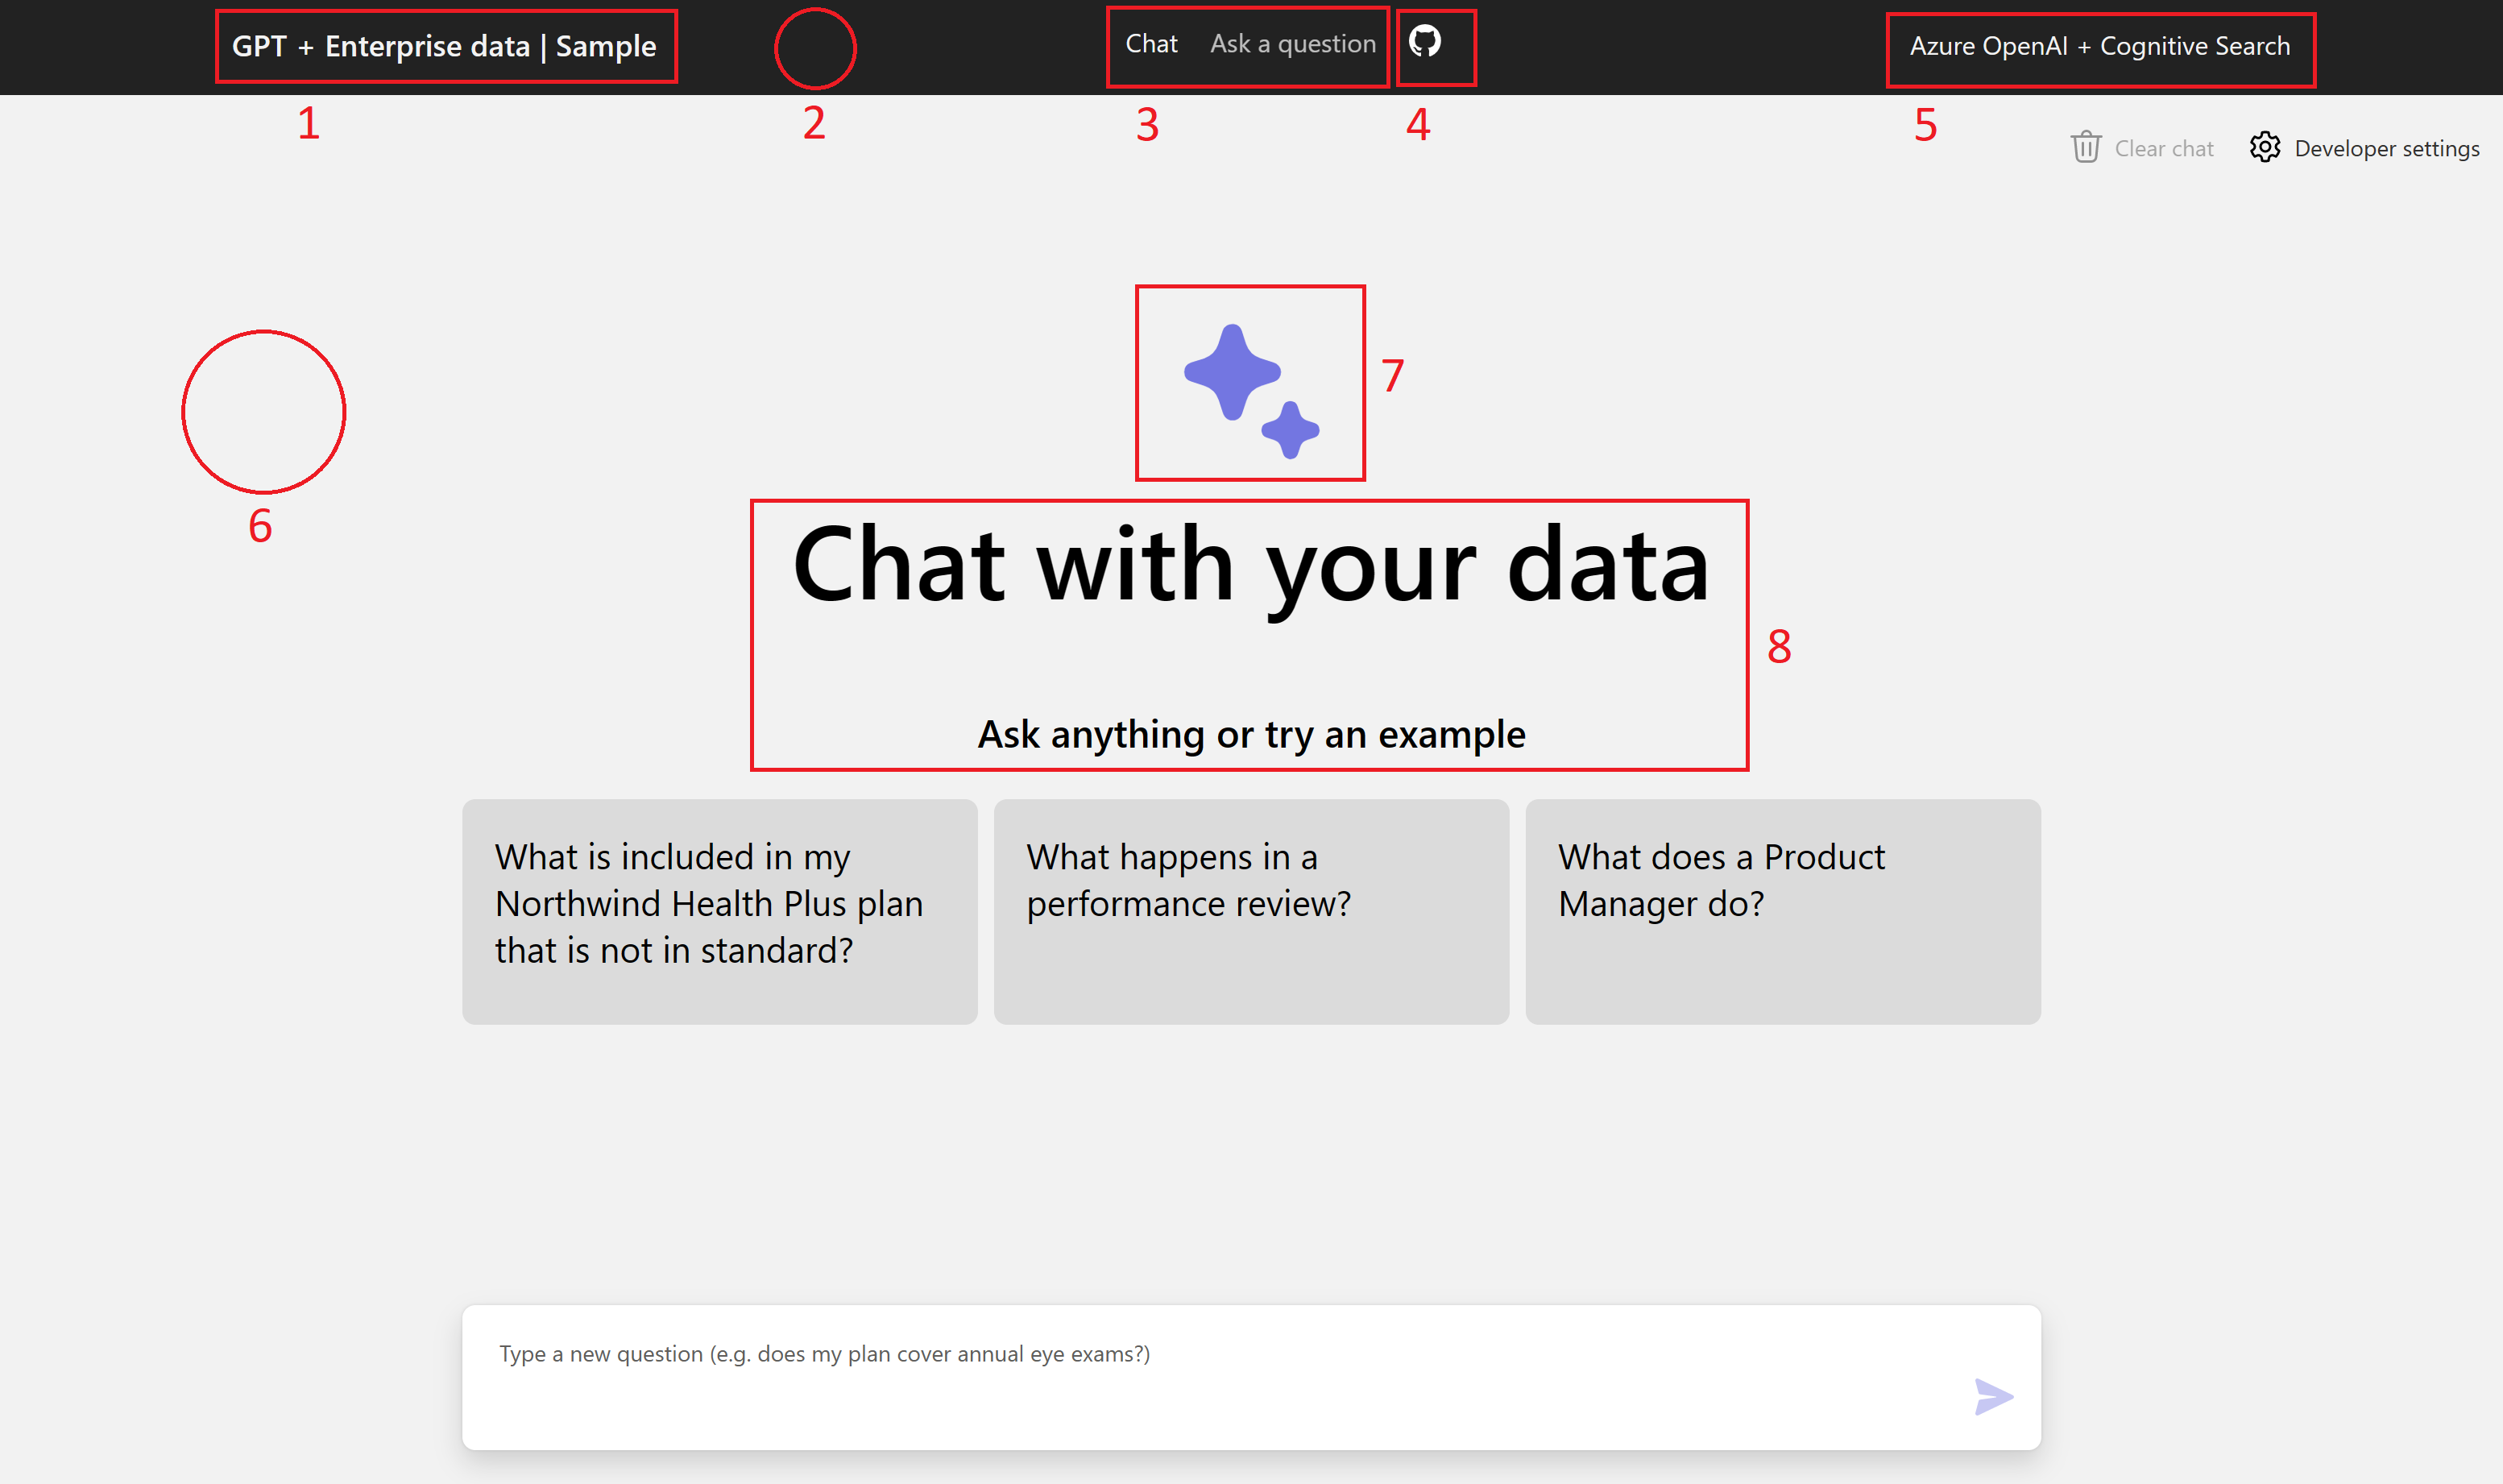 GPT + Enterprise data | Sample
Chat Ask a question
Azure OpenAI + Cognitive Search
1 2 3 4 5
Clear chat Developer settings
7
6
Chat with your data
8
Ask anything or try an example
What is included in my
Northwind Health Plus plan
that is not in standard?
What happens in a
performance review?
What does a Product
Manager do?
Type a new question (e.g. does my plan cover annual eye exams?)